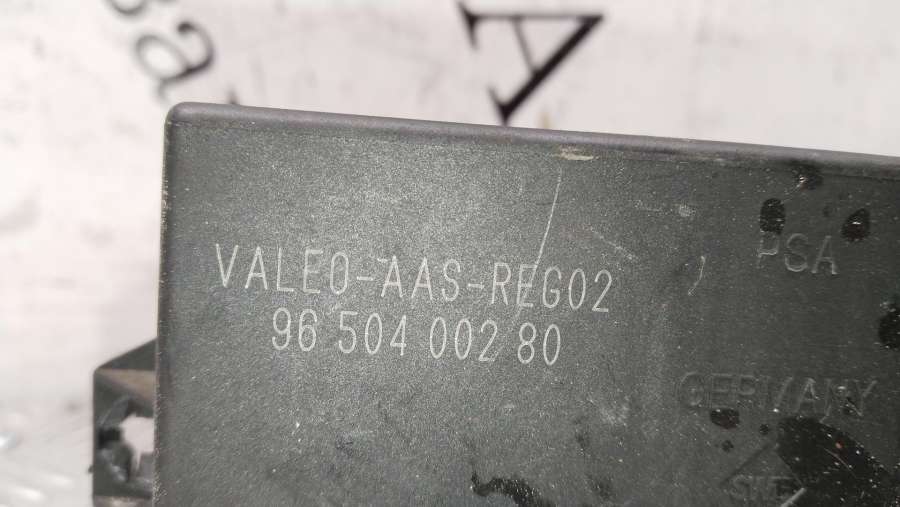 VALEO-AAS-REG02
96 504 002 80
PSA
GERMANY